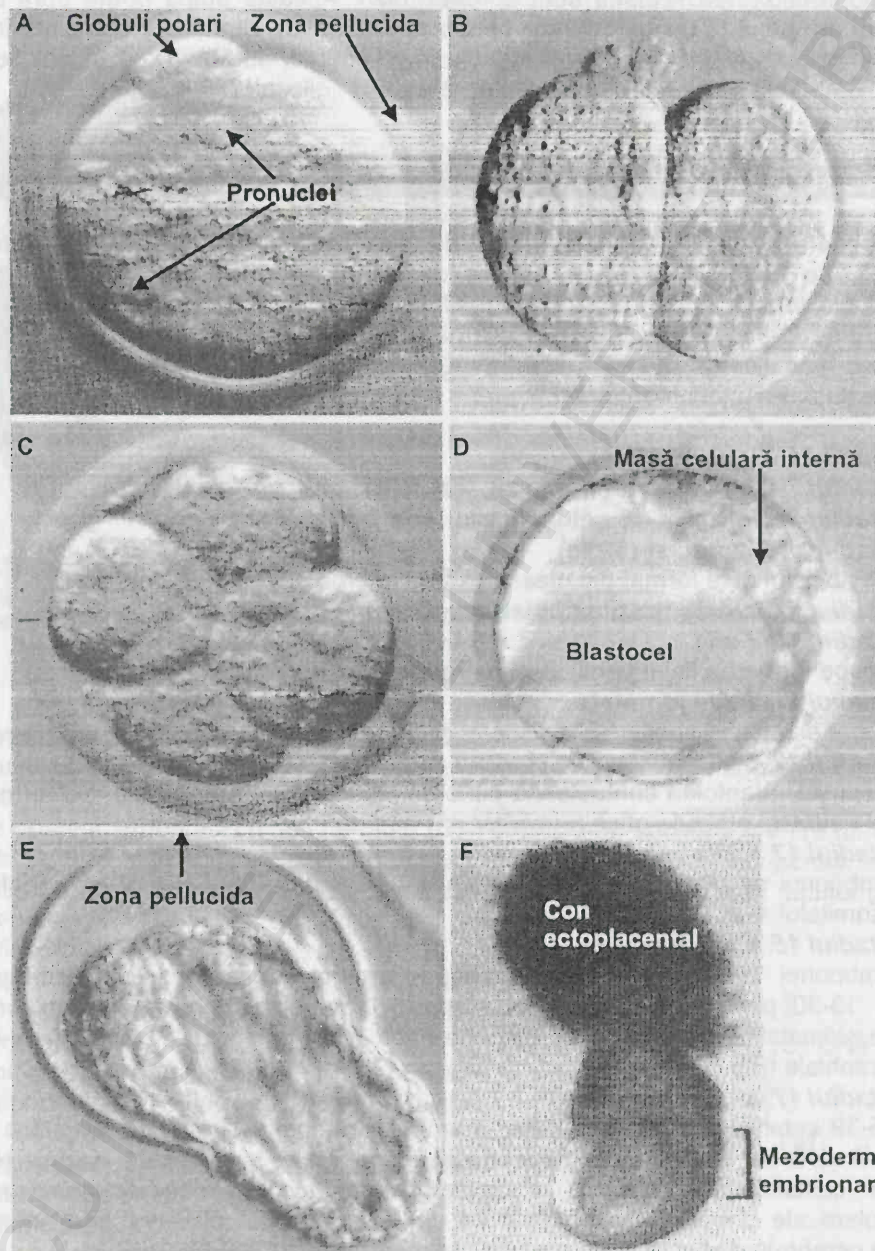 A
Globuli polari
Zona pellucida
B
Pronuclei
C
D
Masă celulară internă
Blastocel
E
Zona pellucida
F
Con
ectoplacental
Mezoderm
embrionar